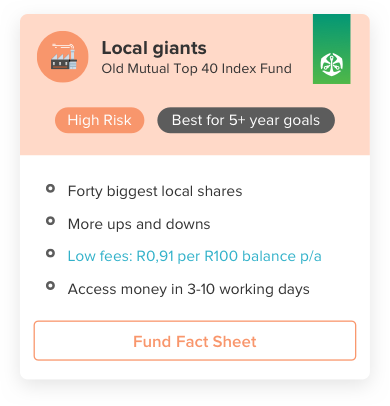 Local giants
Old Mutual Top 40 Index Fund
High Risk
Best for 5+ year goals
Forty biggest local shares
More ups and downs
Low fees: R0,91 per R100 balance p/a
Access money in 3-10 working days
Fund Fact Sheet